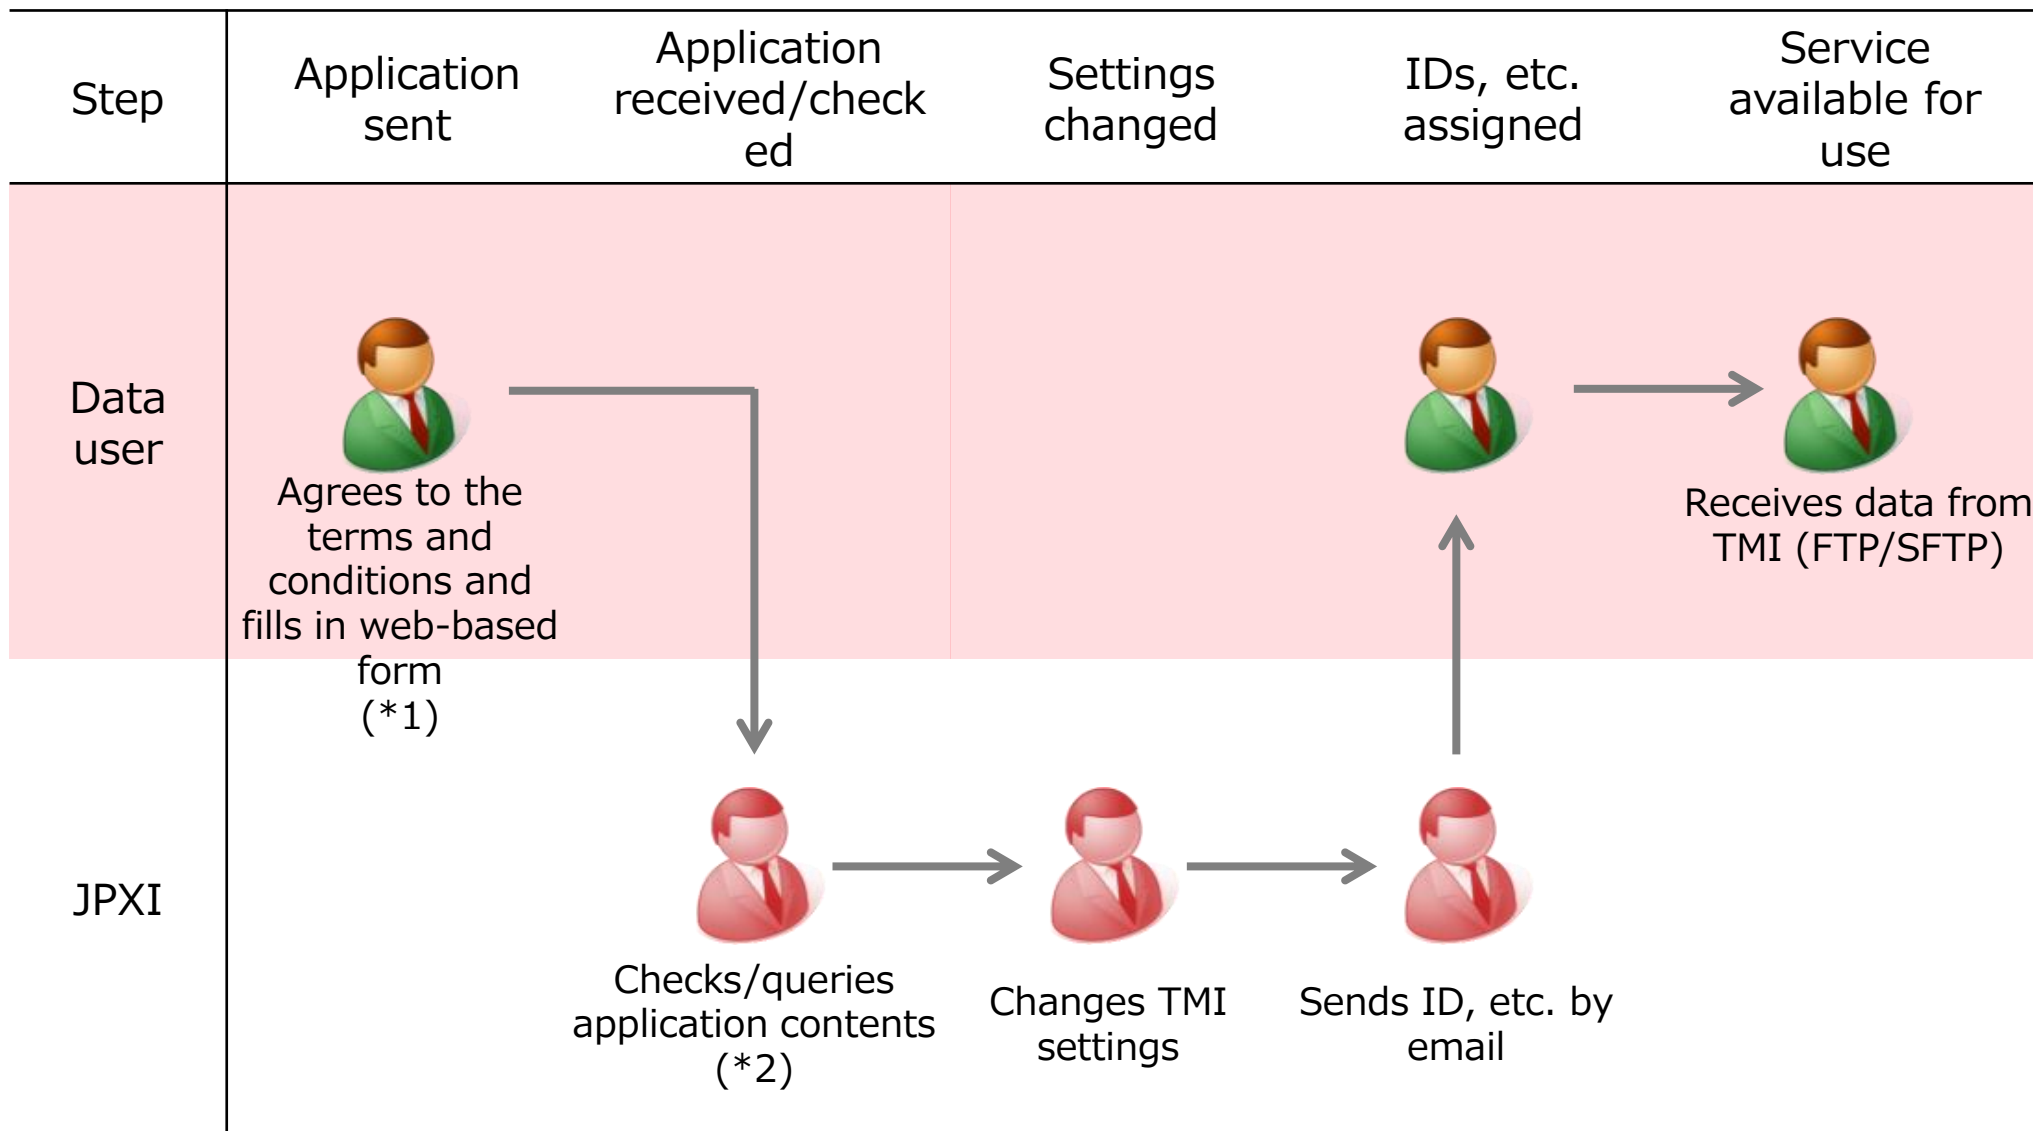 Step
Application
sent
Application
received/check
ed
Settings
changed
IDs, etc.
assigned
Service
available for
use
Data
user
Agrees to the
terms and
conditions and
fills in web-based
form
(*1)
Receives data from
TMI (FTP/SFTP)
JPXI
Checks/queries
application contents
(*2)
Changes TMI
settings
Sends ID, etc. by
email